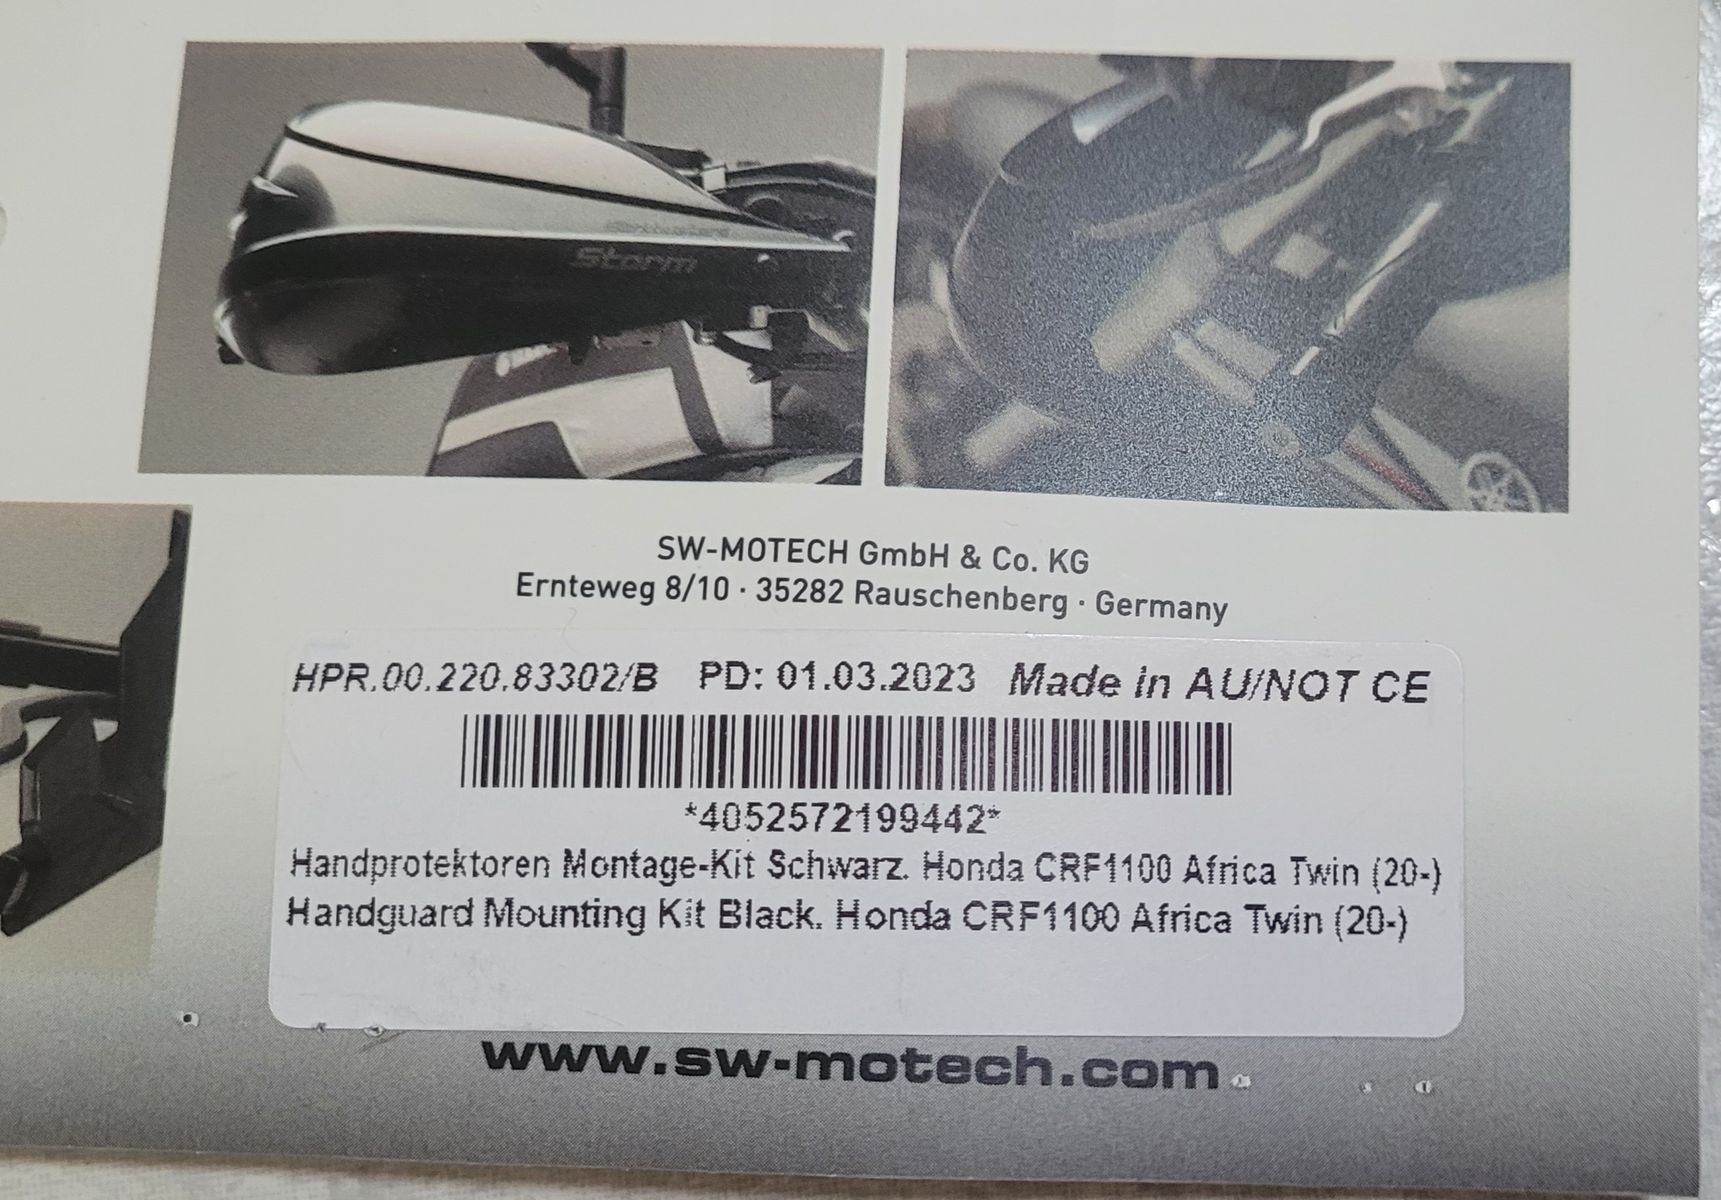 Storm
SW-MOTECH GmbH & Co. KG
Ernteweg 8/10 · 35282 Rauschenberg · Germany
HPR.00.220.83302/B PD: 01.03.2023 Made in AU/NOT CE
*4052572199442*
Handprotektoren Montage-Kit Schwarz. Honda CRF1100 Africa Twin (20-)
Handguard Mounting Kit Black. Honda CRF1100 Africa Twin (20-)
www.sw-motech.com